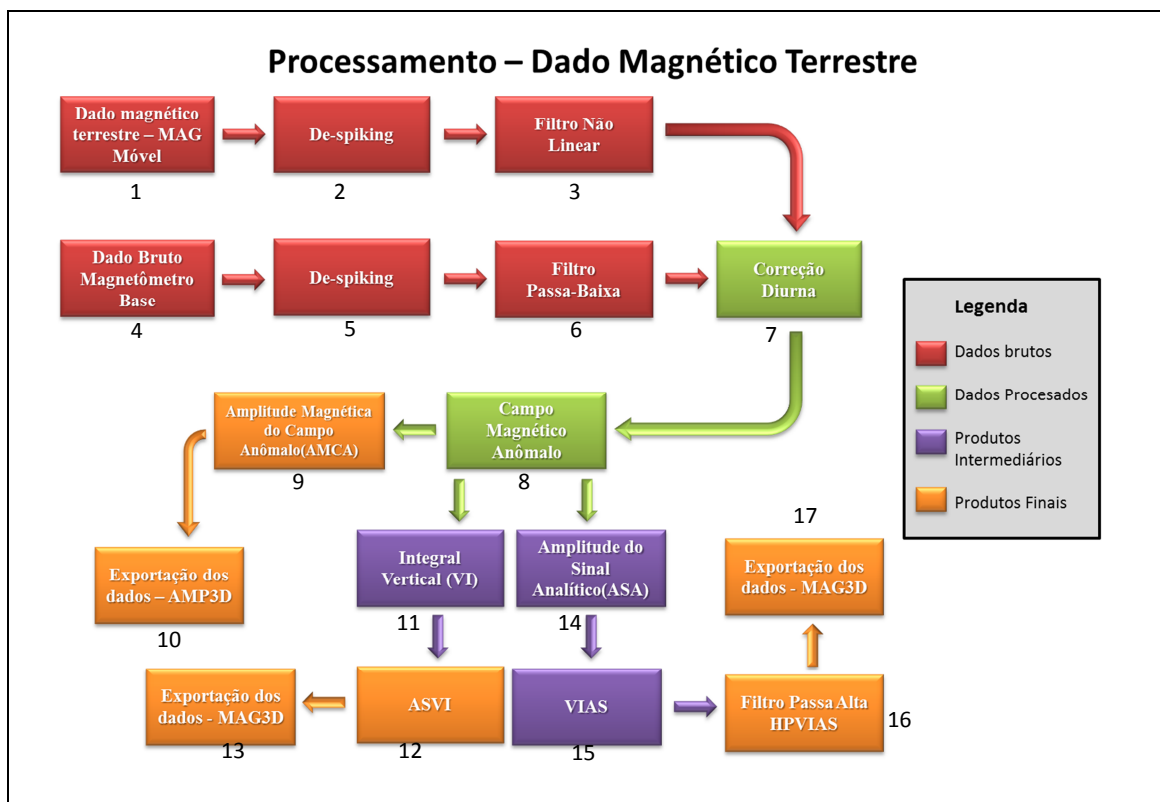 Processamento – Dado Magnético Terrestre
Dado magnético
terrestre – MAG
Móvel
1
De-spiking
2
Filtro Não
Linear
3
Dado Bruto
Magnetômetro
Base
4
De-spiking
5
Filtro
Passa-Baixa
6
Correção
Diurna
7
Legenda
Dados brutos
Dados Procesados
Produtos
Intermediários
Produtos Finais
Campo
Magnético
Anômalo
8
Amplitude Magnética
do Campo
Anômalo(AMCA)
9
Exportação dos
dados – AMP3D
10
Integral
Vertical (VI)
11
ASVI
12
Exportação dos
dados - MAG3D
13
Amplitude do
Sinal
Analítico(ASA)
14
VIAS
15
Filtro Passa Alta
HPVIAS
16
17
Exportação dos
dados - MAG3D